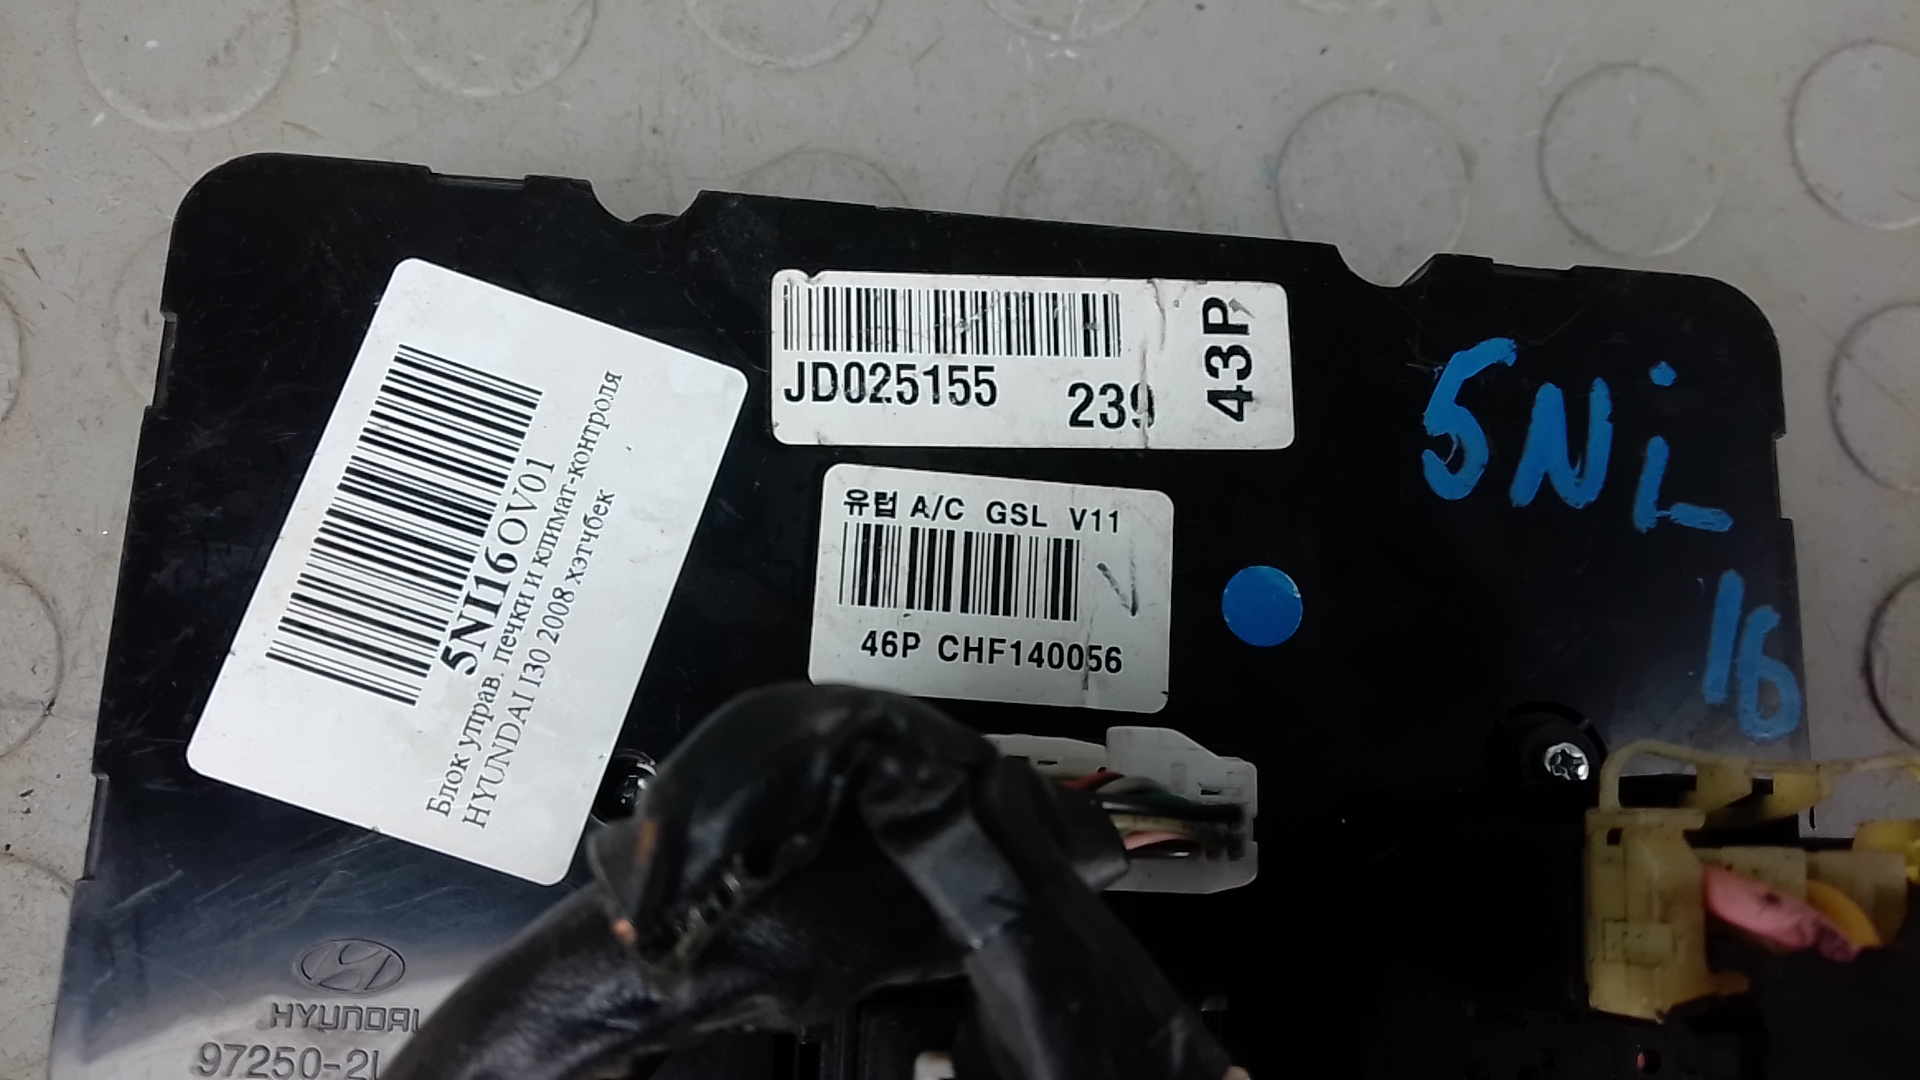 5NI16OV01
Блок управ. печки и климат-контроля
HYUNDAI I30 2008 хэтчбек
JD025155 239
43P
유럽 A/C GSL V11
46P CHF140056
5NL
16
HYUNDAI
97250-2L